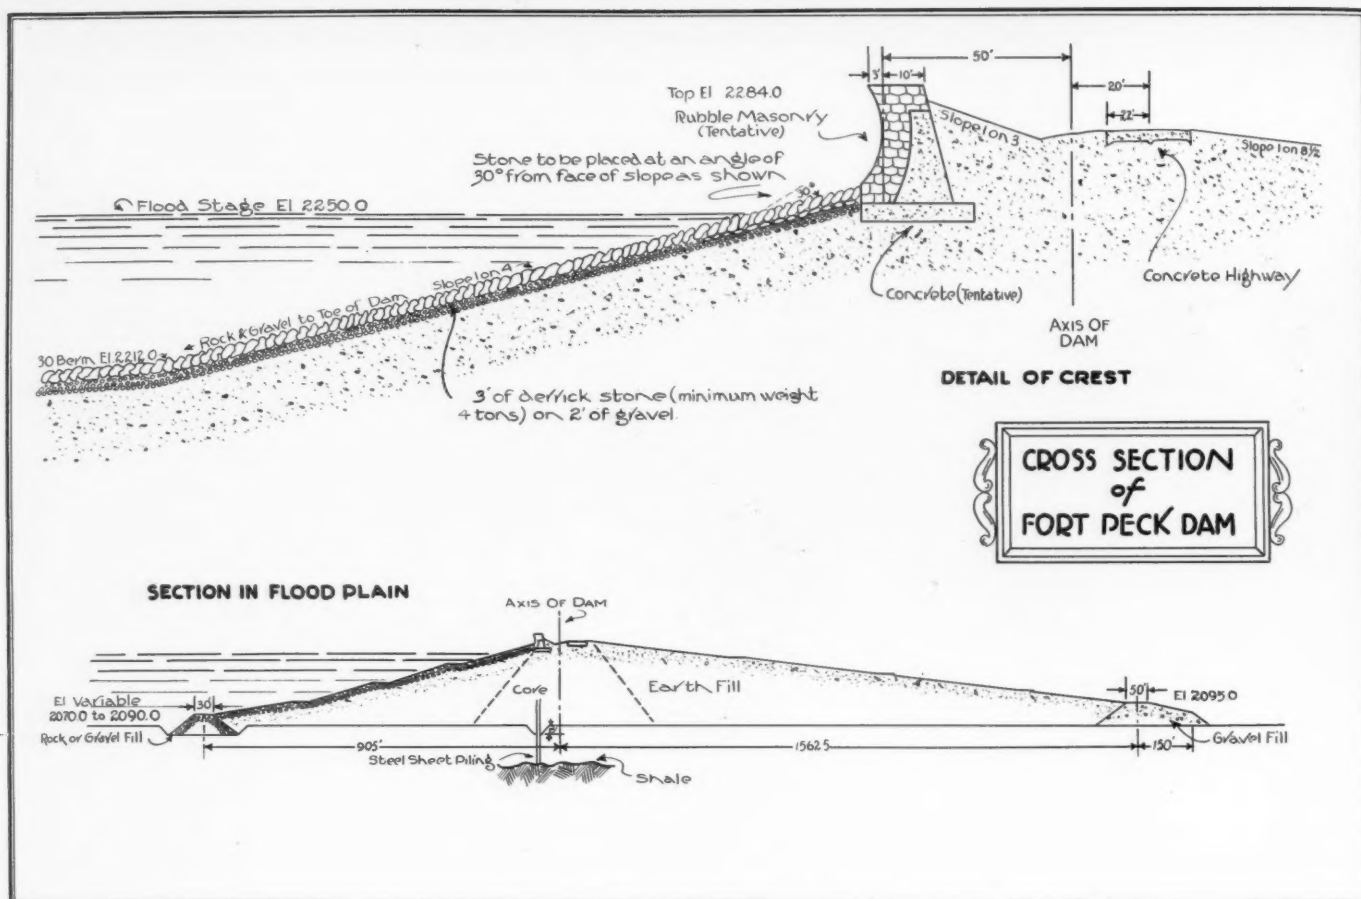 50'
3'
10'
20'
22'
Top El 2284.0
Rubble Masonry
(Tentative)
Slope 1 on 3
Slope 1 on 8½
Stone to be placed at an angle of
30° from face of slope as shown
30°
Flood Stage El 2250.0
Slope 1 on 4
Rock & Gravel to Toe of Dam
30 Berm El 2212.0
Concrete Highway
Concrete (Tentative)
AXIS OF
DAM
3' of derrick stone (minimum weight
4 tons) on 2' of gravel.
DETAIL OF CREST
CROSS SECTION
of
FORT PECK DAM
SECTION IN FLOOD PLAIN
AXIS OF DAM
Core
Earth Fill
El Variable
2070.0 to 2090.0
30'
50'
El 2095.0
Rock or Gravel Fill
905'
1562.5
150'
Gravel Fill
Steel Sheet Piling
Shale